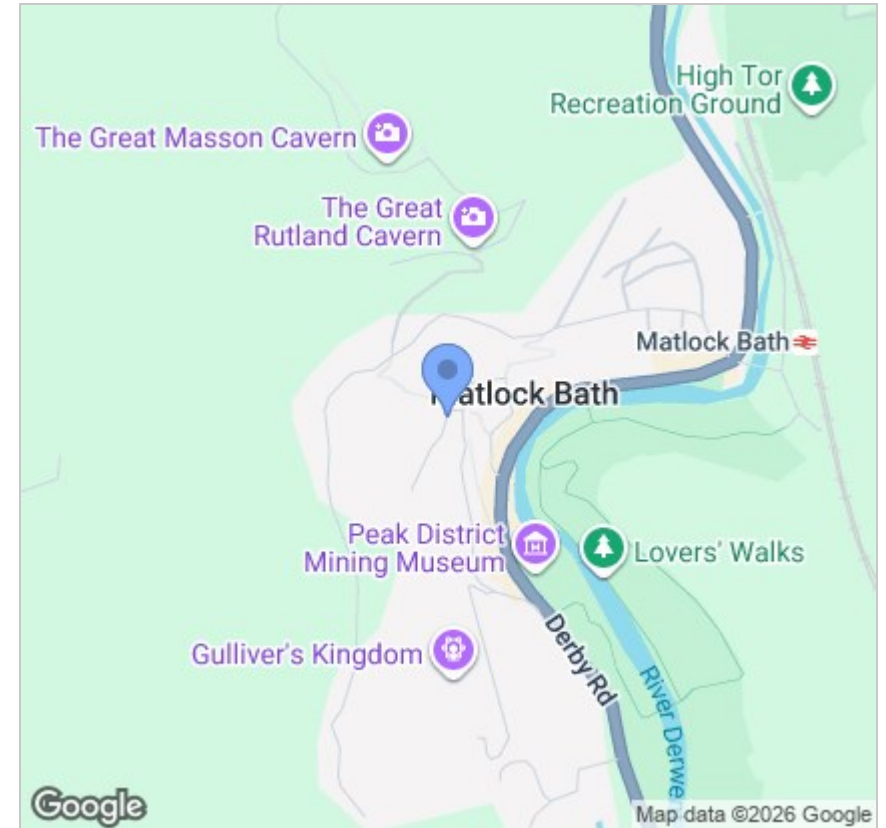 High Tor
Recreation Ground
The Great Masson Cavern
The Great
Rutland Cavern
Matlock Bath
atlock Bath
Peak District
Mining Museum
Lovers' Walks
Gulliver's Kingdom
Derby Rd
River Derwe
Google
Map data ©2026 Google